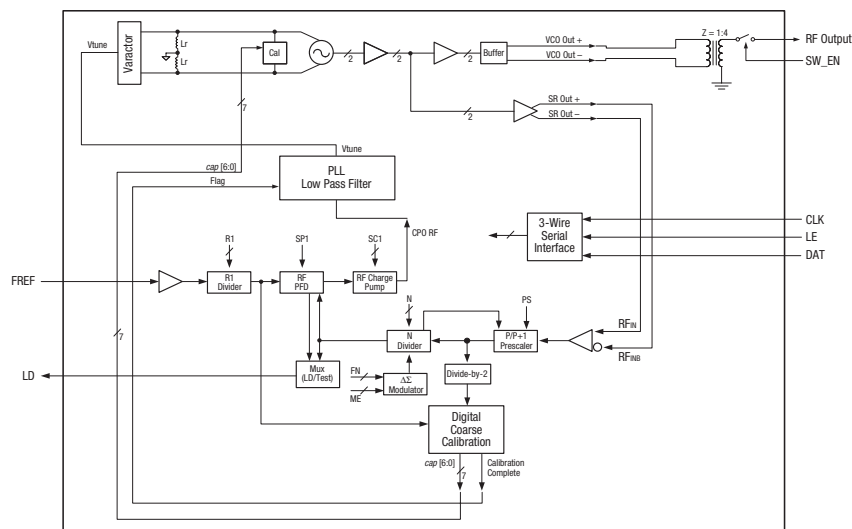 Vtune
Varactor
Lr
Lr
Cal
2
2
2
Buffer
VCO Out +
VCO Out –
Z = 1:4
RF Output
SW_EN
7
2
SR Out +
SR Out –
Vtune
cap [6:0]
Flag
PLL
Low Pass Filter
CPO RF
3-Wire
Serial
Interface
CLK
LE
DAT
R1
SP1
SC1
FREF
R1
Divider
RF
PFD
RF Charge
Pump
N
PS
7
N
Divider
P/P+1
Prescaler
RFIN
RFINB
LD
Mux
(LD/Test)
FN
ME
ΔΣ
Modulator
Divide-by-2
Digital
Coarse
Calibration
cap [6:0]
7
Calibration
Complete